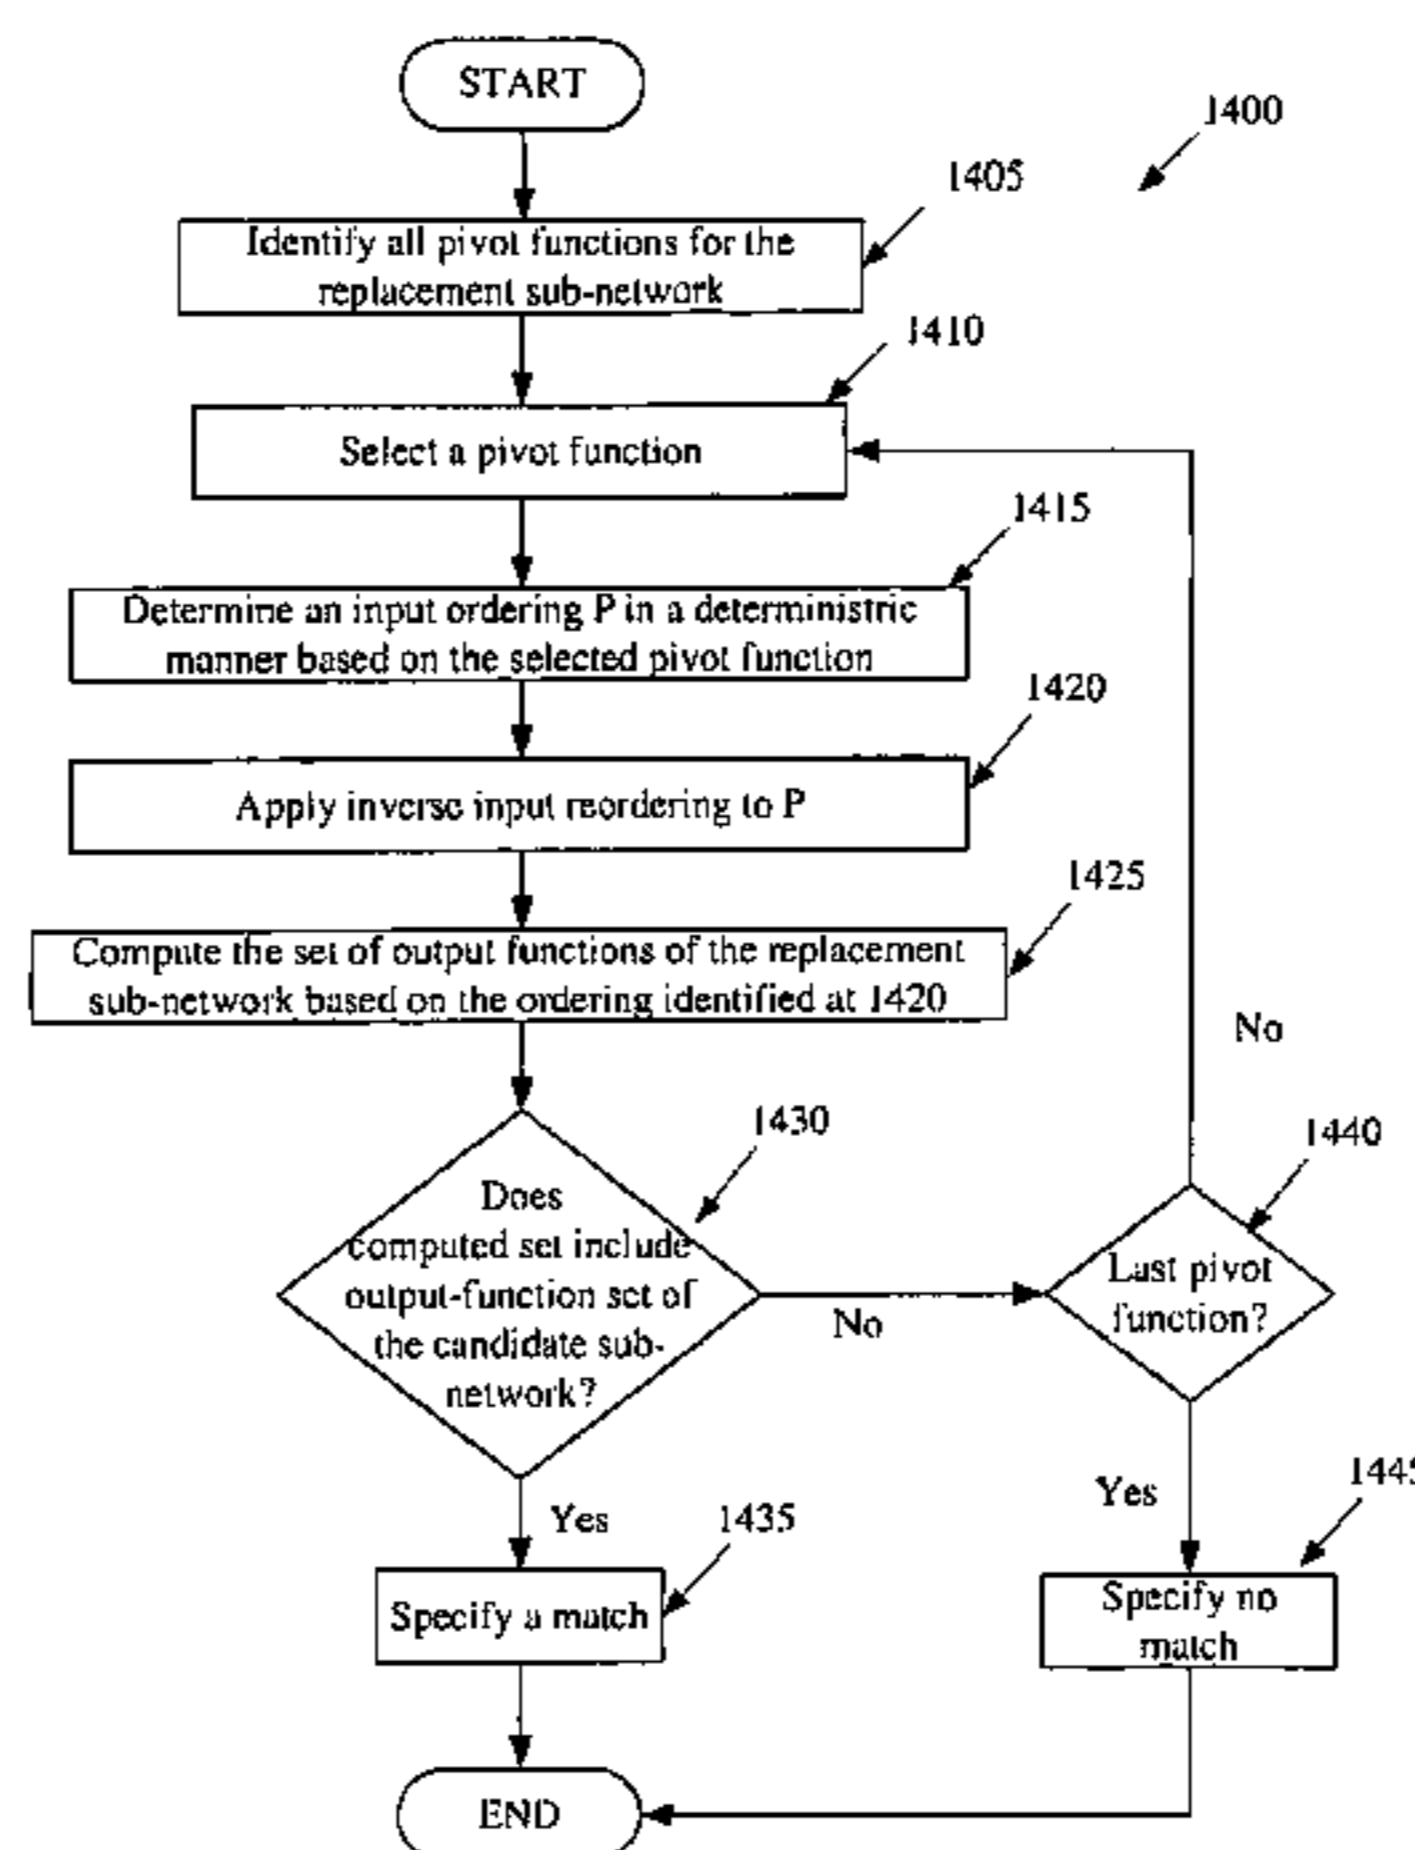 START
1400
1405
Identify all pivot functions for the
replacement sub-network
1410
Select a pivot function
1415
Determine an input ordering P in a deterministric
manner based on the selected pivot function
1420
Apply inverse input reordering to P
1425
Compute the set of output functions of the replacement
sub-network based on the ordering identified at 1420
No
1430
1440
Does
computed set include
output-function set of
the candidate sub-
network?
No
Last pivot
function?
Yes
1435
Yes
1445
Specify a match
Specify no
match
END